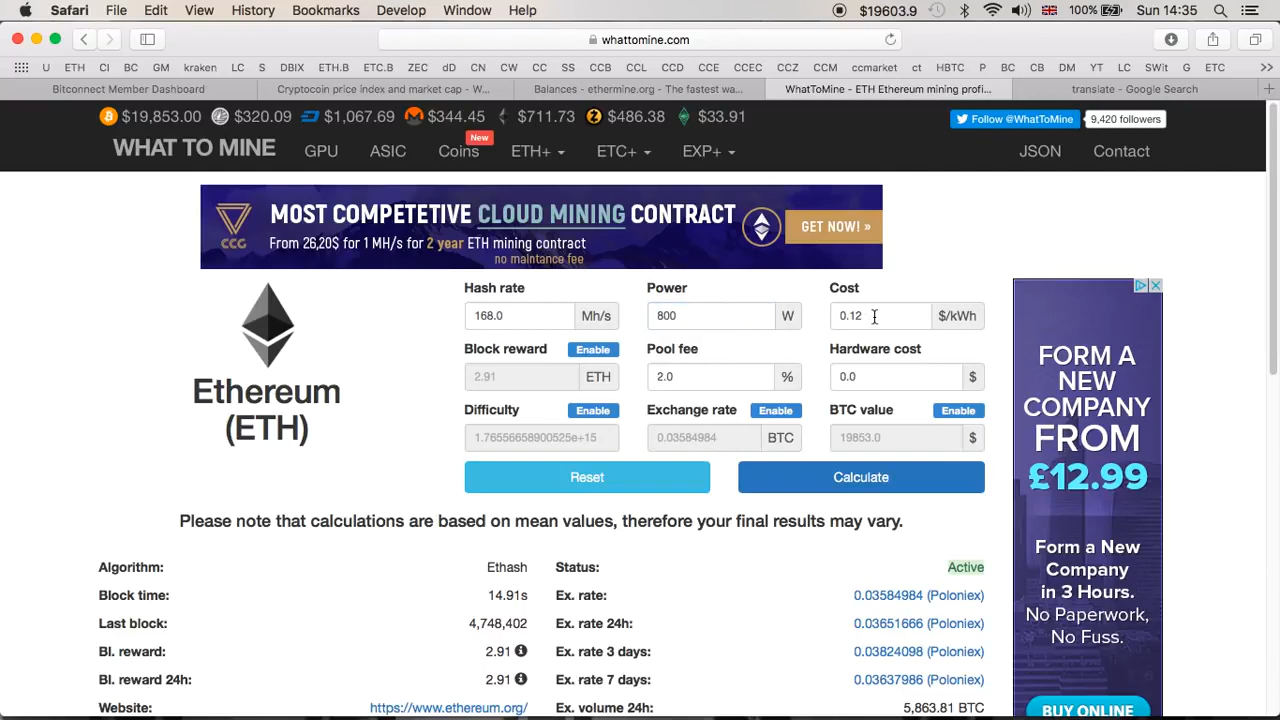 Safari File Edit View History Bookmarks Develop Window Help $19603.9 100% Sun 14:35
whattomine.com
U ETH CI BC GM kraken LC S DBIX ETH.B ETC.B ZEC dD CN CW CC SS CCB CCL CCD CCE CCEC CCZ CCM ccmarket ct HBTC P BC CB DM YT LC SWit G ETC >>
Bitconnect Member Dashboard Cryptocoin price index and market cap - W... Balances - ethermine.org - The fastest wa... WhatToMine - ETH Ethereum mining profi... translate - Google Search
$19,853.00 $320.09 $1,067.69 $344.45 $711.73 $486.38 $33.91 Follow @WhatToMine 9,420 followers
New
WHAT TO MINE GPU ASIC Coins ETH+ ETC+ EXP+ JSON Contact
MOST COMPETETIVE CLOUD MINING CONTRACT
From 26,20$ for 1 MH/s for 2 year ETH mining contract
no maintance fee
CCG
GET NOW! »
Ethereum
(ETH)
Hash rate Power Cost
168.0 Mh/s 800 W 0.12 $/kWh
Block reward Enable Pool fee Hardware cost
2.91 ETH 2.0 % 0.0 $
Difficulty Enable Exchange rate Enable BTC value Enable
1.76556658900525e+15 0.03584984 BTC 19853.0 $
Reset Calculate
Please note that calculations are based on mean values, therefore your final results may vary.
Algorithm: Ethash Status: Active
Block time: 14.91s Ex. rate: 0.03584984 (Poloniex)
Last block: 4,748,402 Ex. rate 24h: 0.03651666 (Poloniex)
Bl. reward: 2.91 Ex. rate 3 days: 0.03824098 (Poloniex)
Bl. reward 24h: 2.91 Ex. rate 7 days: 0.03637986 (Poloniex)
Website: https://www.ethereum.org/ Ex. volume 24h: 5,863.81 BTC
FORM A
NEW
COMPANY
FROM
£12.99
Form a New
Company
in 3 Hours.
No Paperwork,
No Fuss.
BUY ONLINE